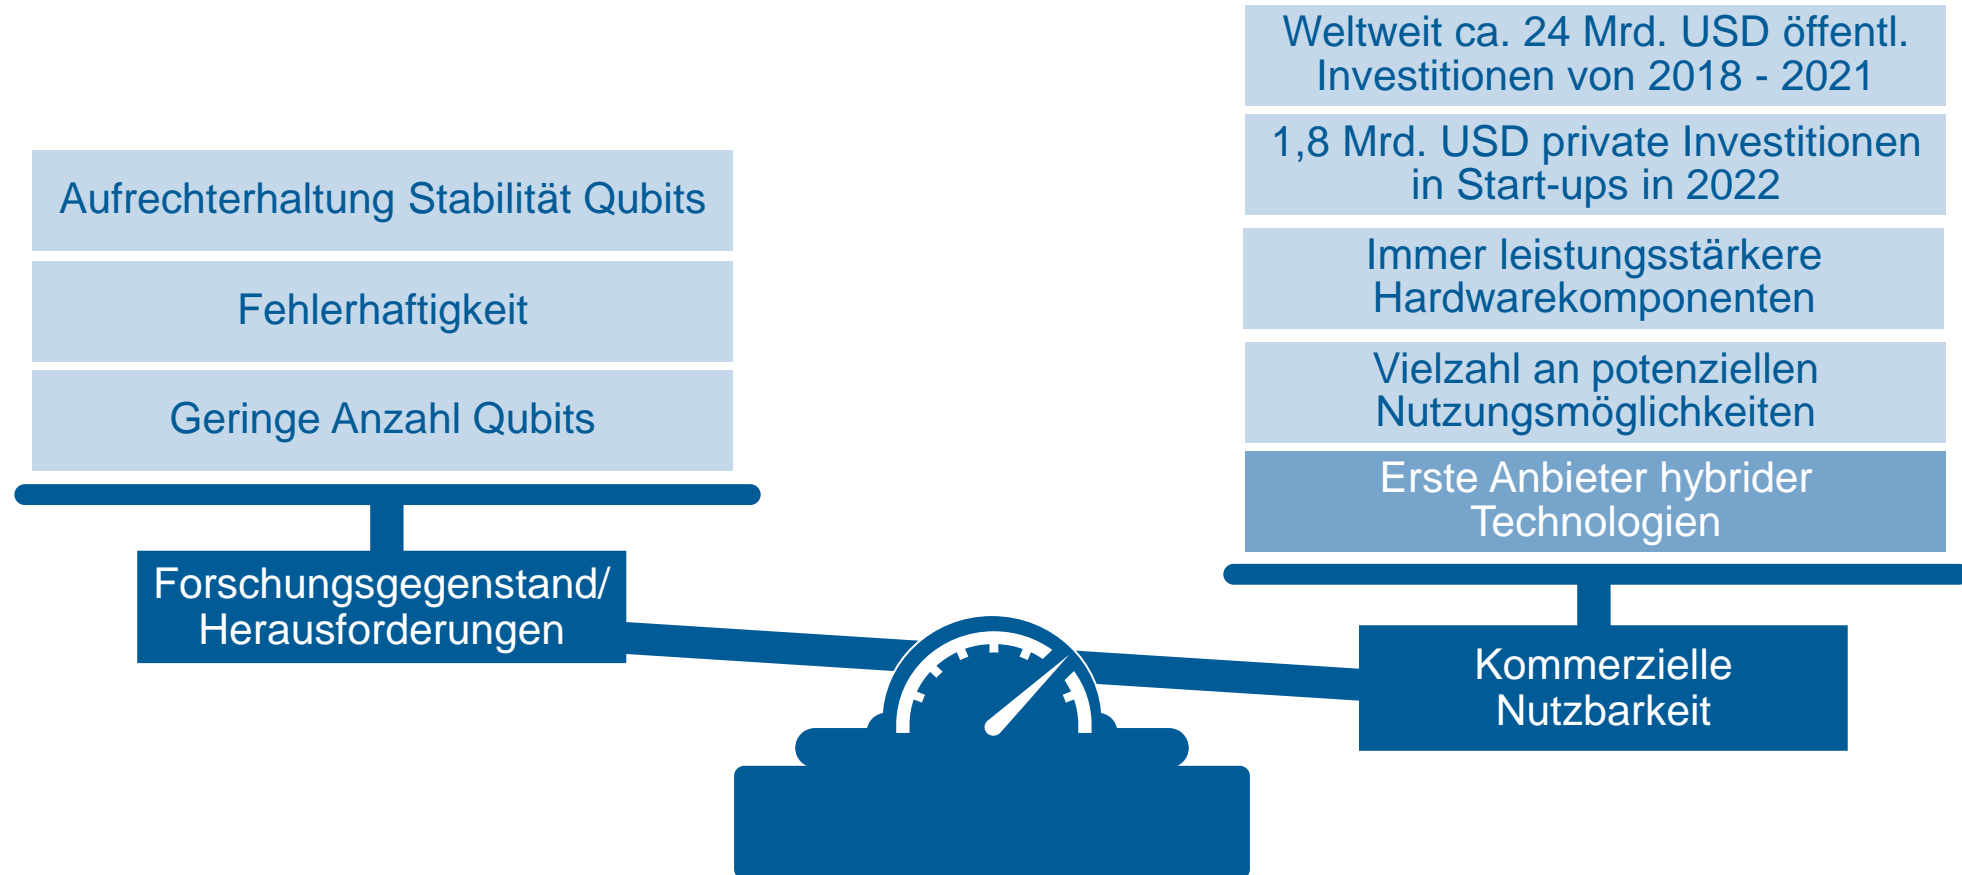 Aufrechterhaltung Stabilität Qubits
Fehlerhaftigkeit
Geringe Anzahl Qubits
Forschungsgegenstand/
Herausforderungen
Weltweit ca. 24 Mrd. USD öffentl.
Investitionen von 2018 - 2021
1,8 Mrd. USD private Investitionen
in Start-ups in 2022
Immer leistungsstärkere
Hardwarekomponenten
Vielzahl an potenziellen
Nutzungsmöglichkeiten
Erste Anbieter hybrider
Technologien
Kommerzielle
Nutzbarkeit